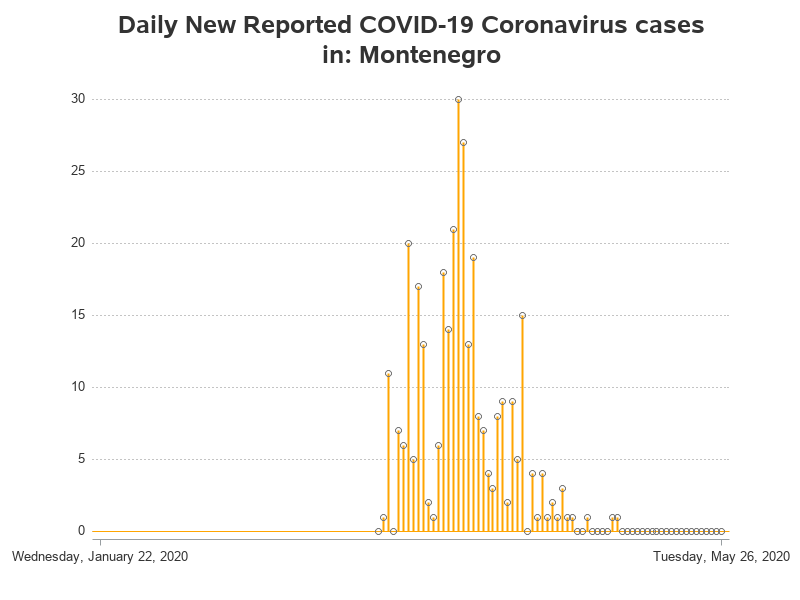 Daily New Reported COVID-19 Coronavirus cases
in: Montenegro
30
25
20
15
10
5
0
Wednesday, January 22, 2020
Tuesday, May 26, 2020